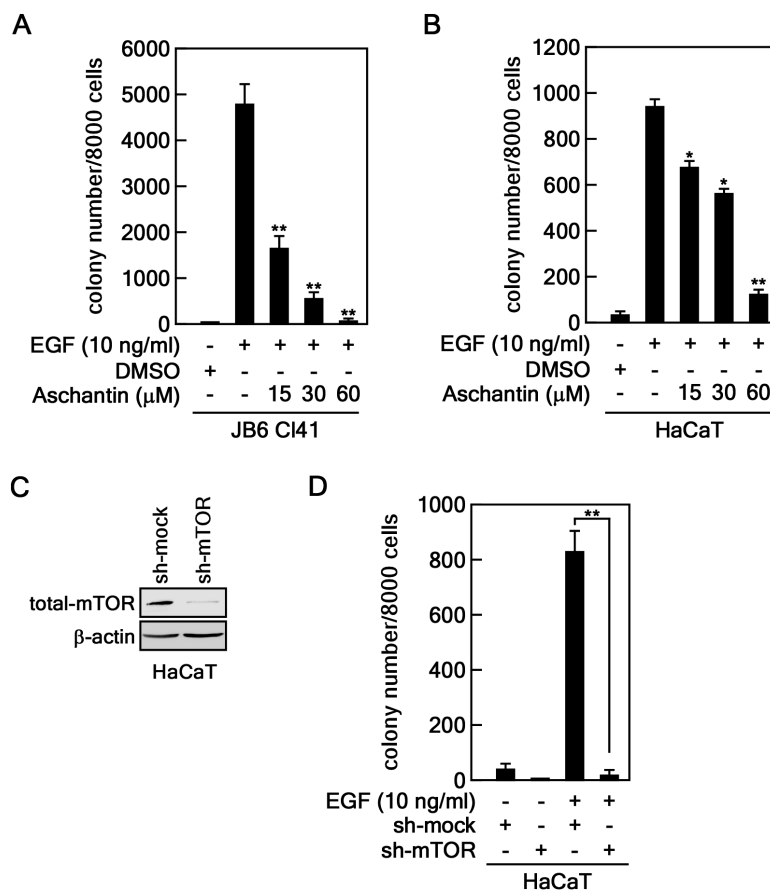 A
colony number/8000 cells
6000
5000
4000
3000
2000
1000
0
** ** **
EGF (10 ng/ml) - + + + +
DMSO + - - - -
Aschantin (μM) - - 15 30 60
JB6 Cl41
B
colony number/8000 cells
1200
1000
800
600
400
200
0
* * **
EGF (10 ng/ml) - + + + +
DMSO + - - - -
Aschantin (μM) - - 15 30 60
HaCaT
C
sh-mock
sh-mTOR
total-mTOR
β-actin
HaCaT
D
colony number/8000 cells
1000
800
600
400
200
0
**
EGF (10 ng/ml) - - + +
sh-mock + - + -
sh-mTOR - + - +
HaCaT